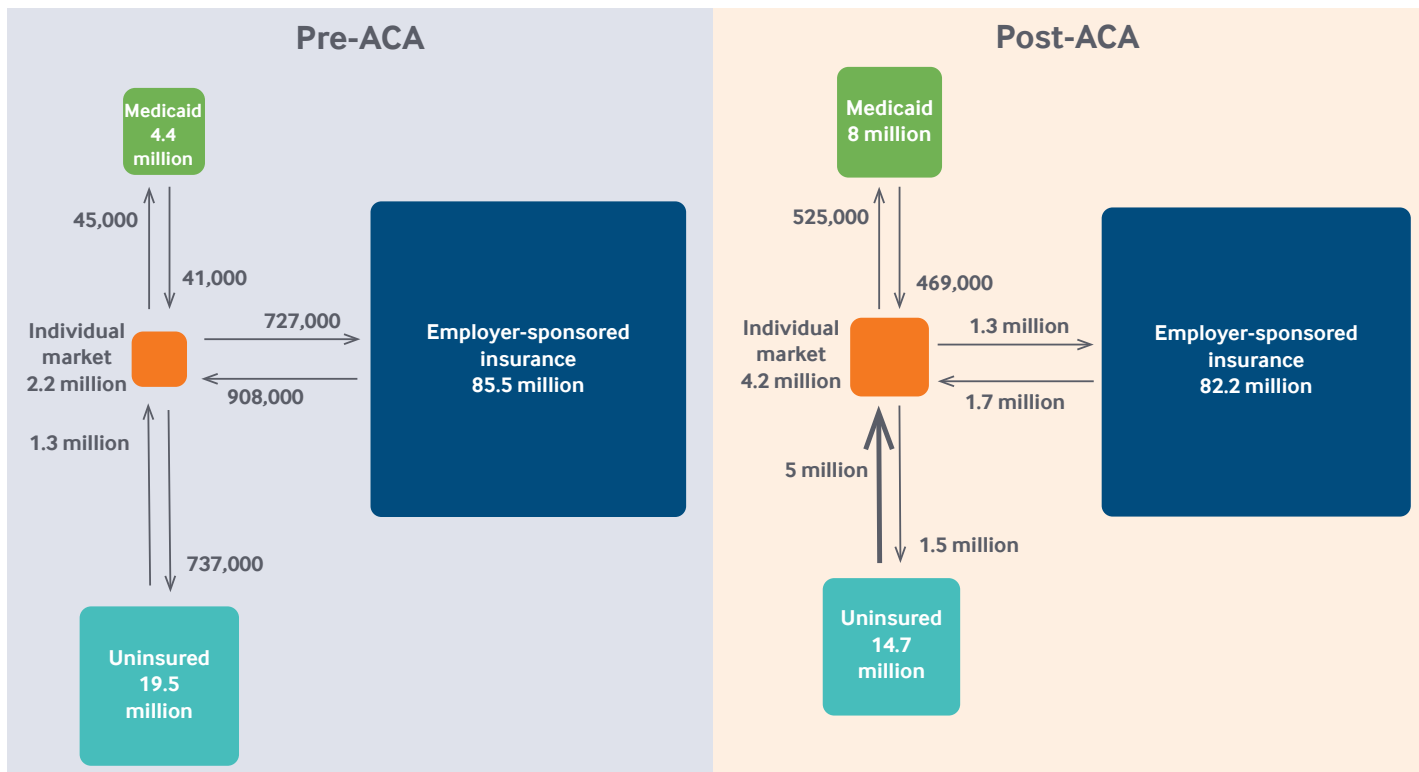 Pre-ACA
Medicaid
4.4
million
45,000
41,000
Individual
market
2.2 million
727,000
908,000
Employer-sponsored
insurance
85.5 million
1.3 million
737,000
Uninsured
19.5
million
Post-ACA
Medicaid
8 million
525,000
469,000
Individual
market
4.2 million
1.3 million
1.7 million
Employer-sponsored
insurance
82.2 million
5 million
1.5 million
Uninsured
14.7
million